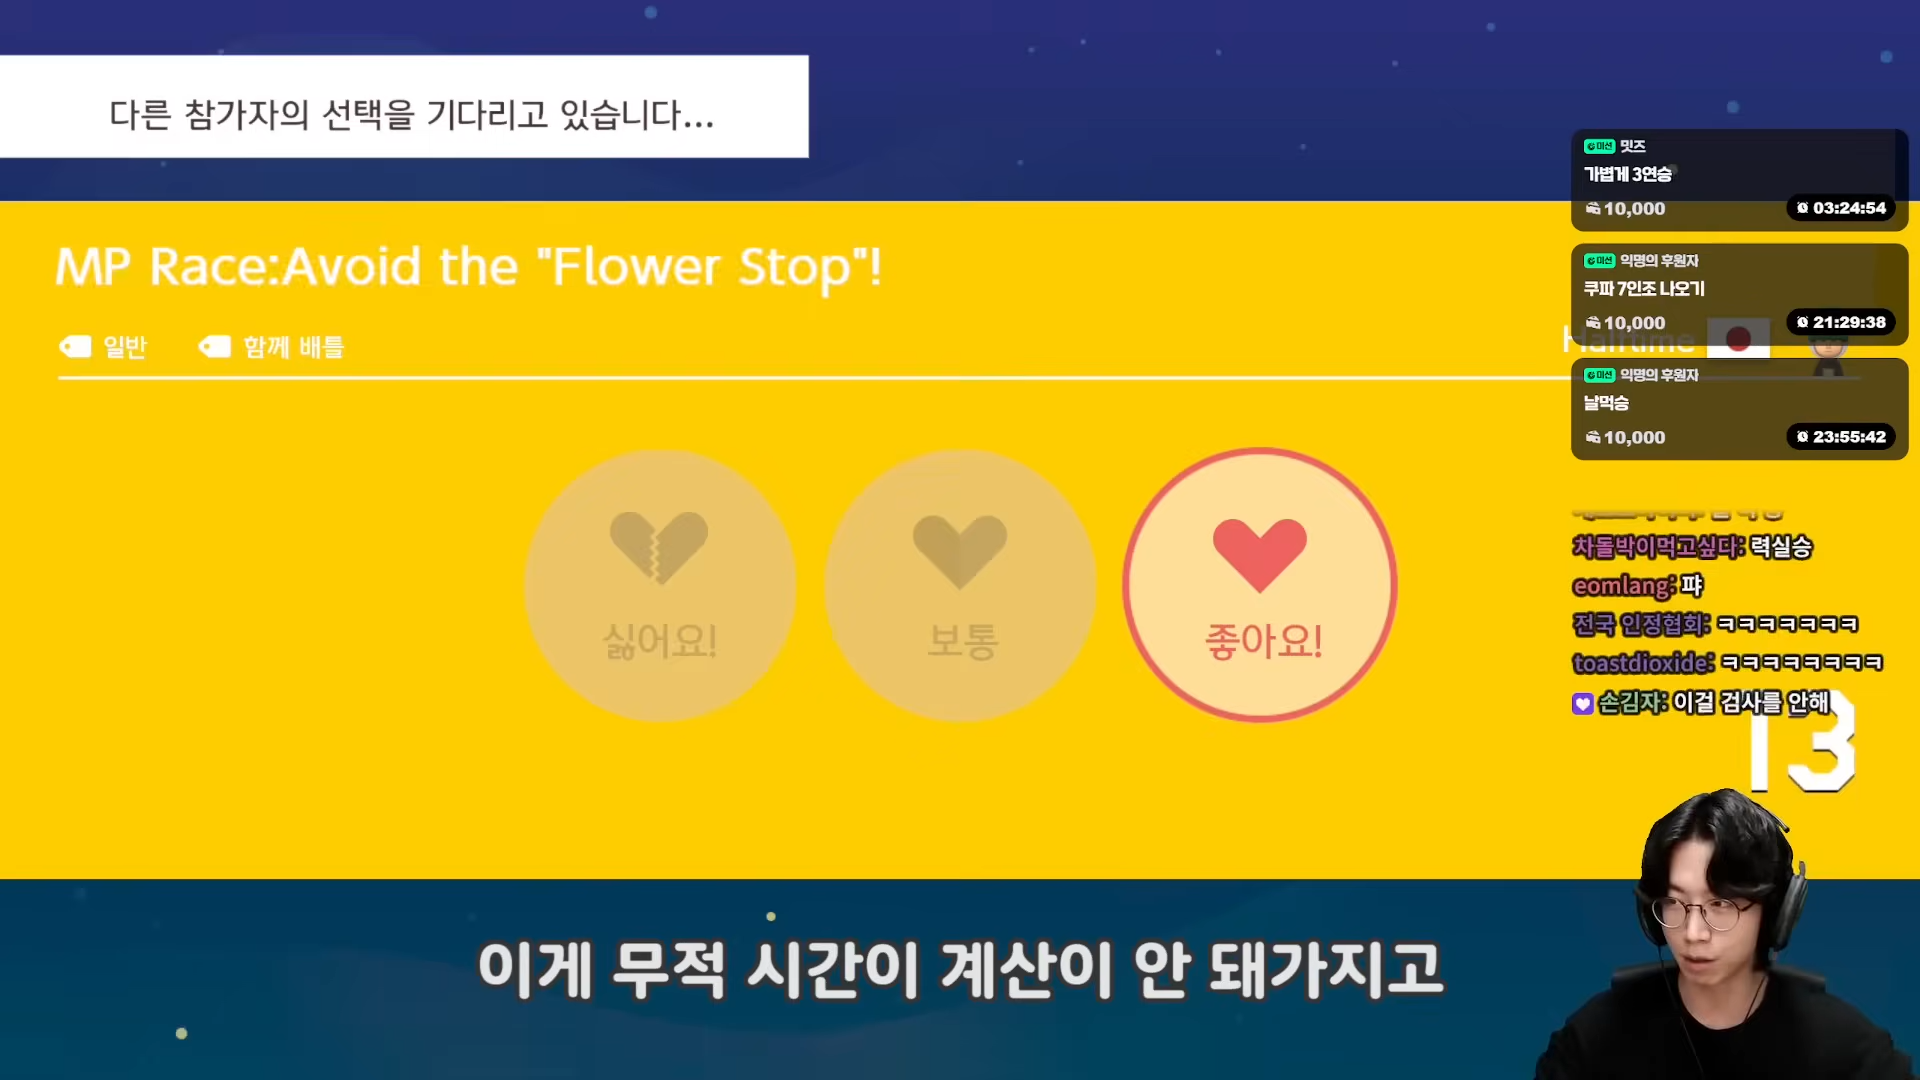 다른 참가자의 선택을 기다리고 있습니다...
MP Race:Avoid the "Flower Stop"!
일반
함께 배틀
Halftime
싫어요!
보통
좋아요!
미션 밋즈
가볍게 3연승
10,000
03:24:54
미션 익명의 후원자
쿠파 7인조 나오기
10,000
21:29:38
미션 익명의 후원자
날먹승
10,000
23:55:42
차돌박이먹고싶다: 력실승
eomlang: 퍄
전국 인정협회: ㅋㅋㅋㅋㅋㅋㅋ
toastdioxide: ㅋㅋㅋㅋㅋㅋㅋㅋ
손김자: 이걸 검사를 안해
13
이게 무적 시간이 계산이 안 돼가지고